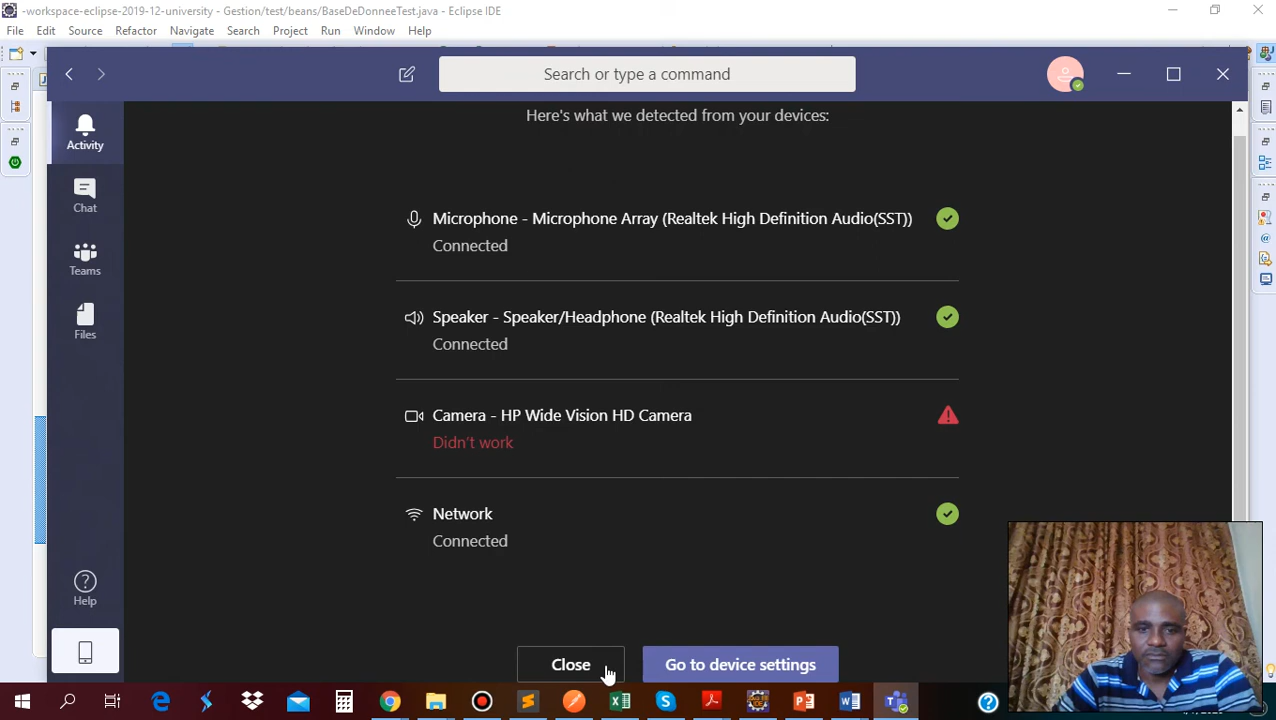 -workspace-eclipse-2019-12-university - Gestion/test/beans/BaseDeDonneeTest.java - Eclipse IDE
File Edit Source Refactor Navigate Search Project Run Window Help
Search or type a command
Here's what we detected from your devices:
Activity
Chat
Teams
Files
Help
Microphone - Microphone Array (Realtek High Definition Audio(SST))
Connected
Speaker - Speaker/Headphone (Realtek High Definition Audio(SST))
Connected
Camera - HP Wide Vision HD Camera
Didn't work
Network
Connected
Close
Go to device settings